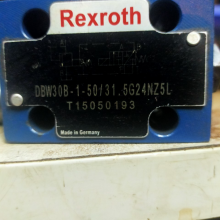 Rexroth
DBW30B-1-50/31.5G24NZ5L
T15050193
Made in Germany